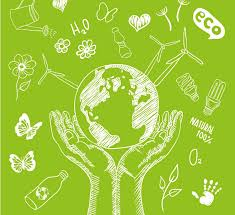 H₂O
eco
NATURAL
100%
O₂